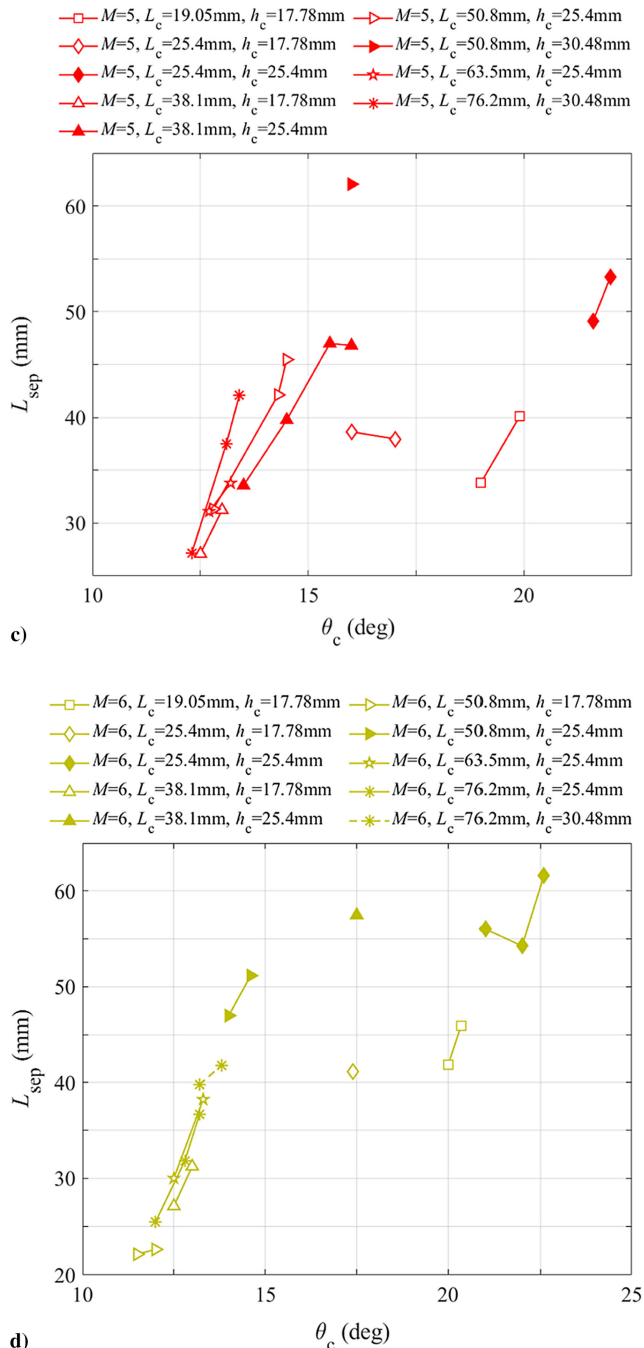 M=5, Lc=19.05mm, hc=17.78mm M=5, Lc=50.8mm, hc=25.4mm
M=5, Lc=25.4mm, hc=17.78mm M=5, Lc=50.8mm, hc=30.48mm
M=5, Lc=25.4mm, hc=25.4mm M=5, Lc=63.5mm, hc=25.4mm
M=5, Lc=38.1mm, hc=17.78mm M=5, Lc=76.2mm, hc=30.48mm
M=5, Lc=38.1mm, hc=25.4mm
60
50
40
30
Lsep (mm)
10 15 20
θc (deg)
c)
M=6, Lc=19.05mm, hc=17.78mm M=6, Lc=50.8mm, hc=17.78mm
M=6, Lc=25.4mm, hc=17.78mm M=6, Lc=50.8mm, hc=25.4mm
M=6, Lc=25.4mm, hc=25.4mm M=6, Lc=63.5mm, hc=25.4mm
M=6, Lc=38.1mm, hc=17.78mm M=6, Lc=76.2mm, hc=25.4mm
M=6, Lc=38.1mm, hc=25.4mm M=6, Lc=76.2mm, hc=30.48mm
60
50
40
30
20
Lsep (mm)
10 15 20 25
θc (deg)
d)